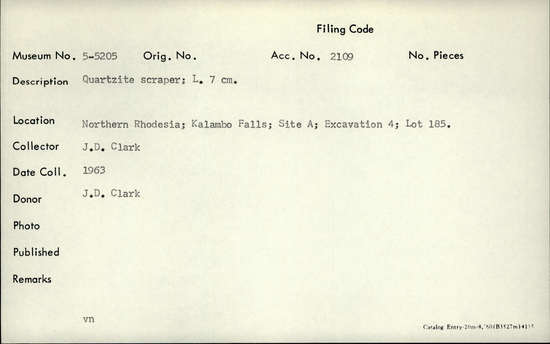 Filing Code
Museum No. 5-5205 Orig. No. Acc. No. 2109 No. Pieces
Description Quartzite scraper; L. 7 cm.
Location Northern Rhodesia; Kalambo Falls; Site A; Excavation 4; Lot 185.
Collector J.D. Clark
Date Coll. 1963
Donor J.D. Clark
Photo
Published
Remarks
vn
Catalog Entry